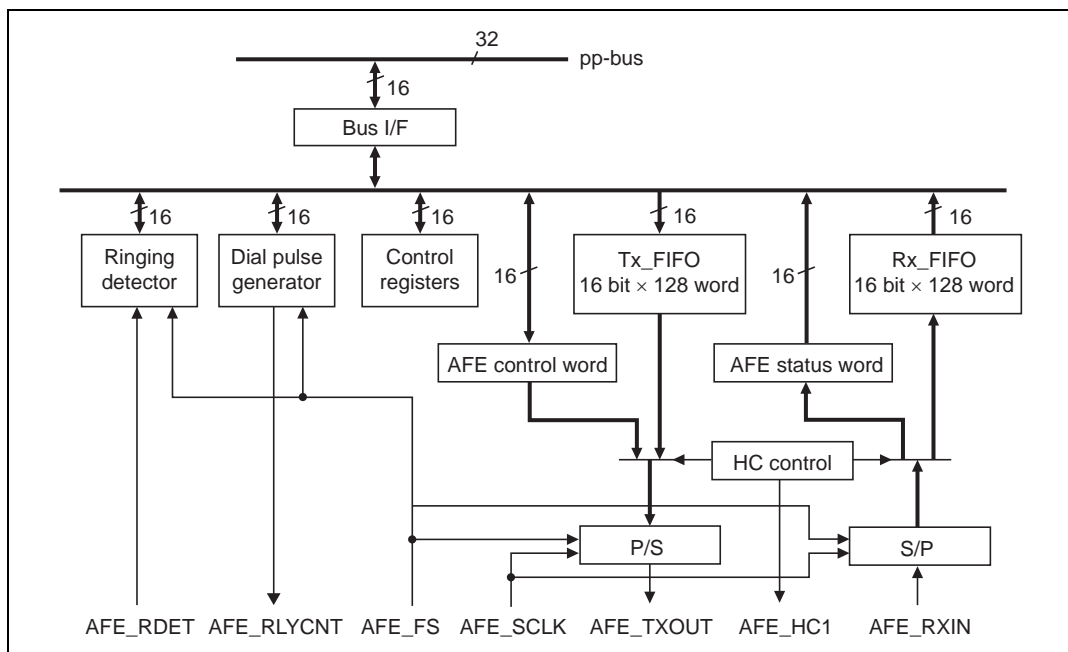 32
pp-bus
16
Bus I/F
16
16
16
16
16
Ringing
detector
Dial pulse
generator
Control
registers
16
Tx_FIFO
16 bit × 128 word
16
Rx_FIFO
16 bit × 128 word
AFE control word
AFE status word
HC control
P/S
S/P
AFE_RDET
AFE_RLYCNT
AFE_FS
AFE_SCLK
AFE_TXOUT
AFE_HC1
AFE_RXIN